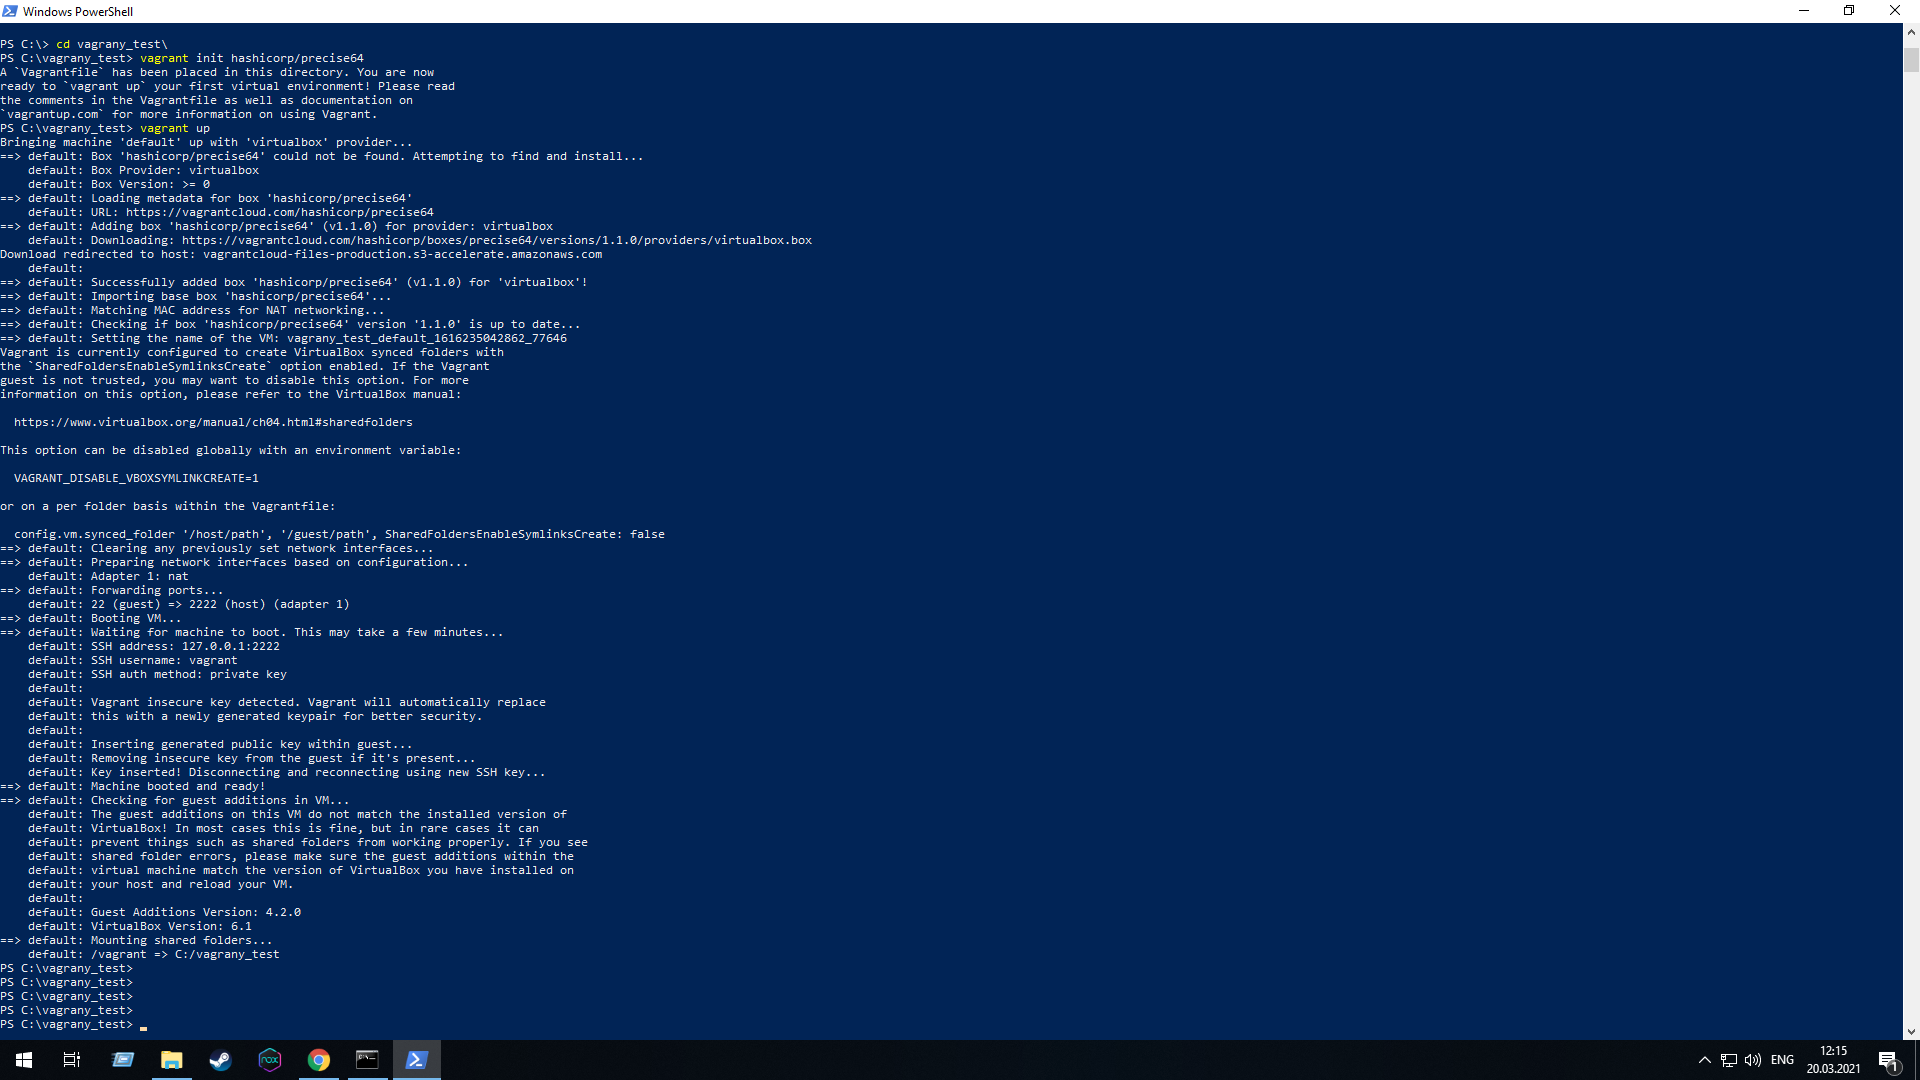 Windows PowerShell
PS C:\> cd vagrany_test\
PS C:\vagrany_test> vagrant init hashicorp/precise64
A `Vagrantfile` has been placed in this directory. You are now
ready to `vagrant up` your first virtual environment! Please read
the comments in the Vagrantfile as well as documentation on
`vagrantup.com` for more information on using Vagrant.
PS C:\vagrany_test> vagrant up
Bringing machine 'default' up with 'virtualbox' provider...
==> default: Box 'hashicorp/precise64' could not be found. Attempting to find and install...
    default: Box Provider: virtualbox
    default: Box Version: >= 0
==> default: Loading metadata for box 'hashicorp/precise64'
    default: URL: https://vagrantcloud.com/hashicorp/precise64
==> default: Adding box 'hashicorp/precise64' (v1.1.0) for provider: virtualbox
    default: Downloading: https://vagrantcloud.com/hashicorp/boxes/precise64/versions/1.1.0/providers/virtualbox.box
Download redirected to host: vagrantcloud-files-production.s3-accelerate.amazonaws.com
    default:
==> default: Successfully added box 'hashicorp/precise64' (v1.1.0) for 'virtualbox'!
==> default: Importing base box 'hashicorp/precise64'...
==> default: Matching MAC address for NAT networking...
==> default: Checking if box 'hashicorp/precise64' version '1.1.0' is up to date...
==> default: Setting the name of the VM: vagrany_test_default_1616235042862_77646
Vagrant is currently configured to create VirtualBox synced folders with
the `SharedFoldersEnableSymlinksCreate` option enabled. If the Vagrant
guest is not trusted, you may want to disable this option. For more
information on this option, please refer to the VirtualBox manual:
  https://www.virtualbox.org/manual/ch04.html#sharedfolders
This option can be disabled globally with an environment variable:
  VAGRANT_DISABLE_VBOXSYMLINKCREATE=1
or on a per folder basis within the Vagrantfile:
  config.vm.synced_folder '/host/path', '/guest/path', SharedFoldersEnableSymlinksCreate: false
==> default: Clearing any previously set network interfaces...
==> default: Preparing network interfaces based on configuration...
    default: Adapter 1: nat
==> default: Forwarding ports...
    default: 22 (guest) => 2222 (host) (adapter 1)
==> default: Booting VM...
==> default: Waiting for machine to boot. This may take a few minutes...
    default: SSH address: 127.0.0.1:2222
    default: SSH username: vagrant
    default: SSH auth method: private key
    default:
    default: Vagrant insecure key detected. Vagrant will automatically replace
    default: this with a newly generated keypair for better security.
    default:
    default: Inserting generated public key within guest...
    default: Removing insecure key from the guest if it's present...
    default: Key inserted! Disconnecting and reconnecting using new SSH key...
==> default: Machine booted and ready!
==> default: Checking for guest additions in VM...
    default: The guest additions on this VM do not match the installed version of
    default: VirtualBox! In most cases this is fine, but in rare cases it can
    default: prevent things such as shared folders from working properly. If you see
    default: shared folder errors, please make sure the guest additions within the
    default: virtual machine match the version of VirtualBox you have installed on
    default: your host and reload your VM.
    default:
    default: Guest Additions Version: 4.2.0
    default: VirtualBox Version: 6.1
==> default: Mounting shared folders...
    default: /vagrant => C:/vagrany_test
PS C:\vagrany_test>
PS C:\vagrany_test>
PS C:\vagrany_test>
PS C:\vagrany_test>
PS C:\vagrany_test> _
nox
ENG
12:15
20.03.2021
1